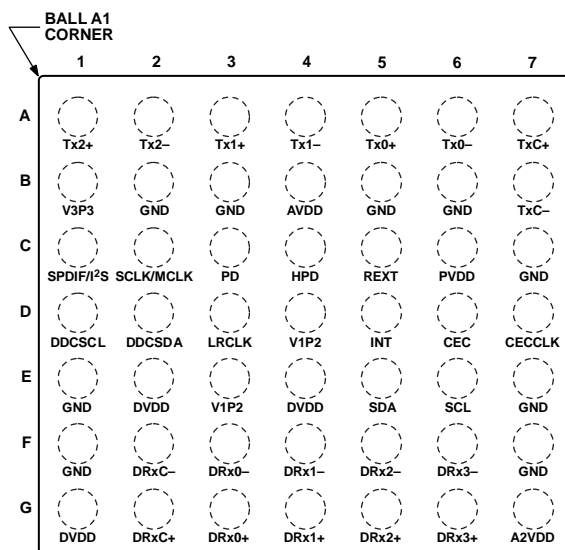 BALL A1
CORNER
1 2 3 4 5 6 7
A
Tx2+ Tx2– Tx1+ Tx1– Tx0+ Tx0– TxC+
B
V3P3 GND GND AVDD GND GND TxC–
C
SPDIF/I²S SCLK/MCLK PD HPD REXT PVDD GND
D
DDCSCL DDCSDA LRCLK V1P2 INT CEC CECCLK
E
GND DVDD V1P2 DVDD SDA SCL GND
F
GND DRxC– DRx0– DRx1– DRx2– DRx3– GND
G
DVDD DRxC+ DRx0+ DRx1+ DRx2+ DRx3+ A2VDD